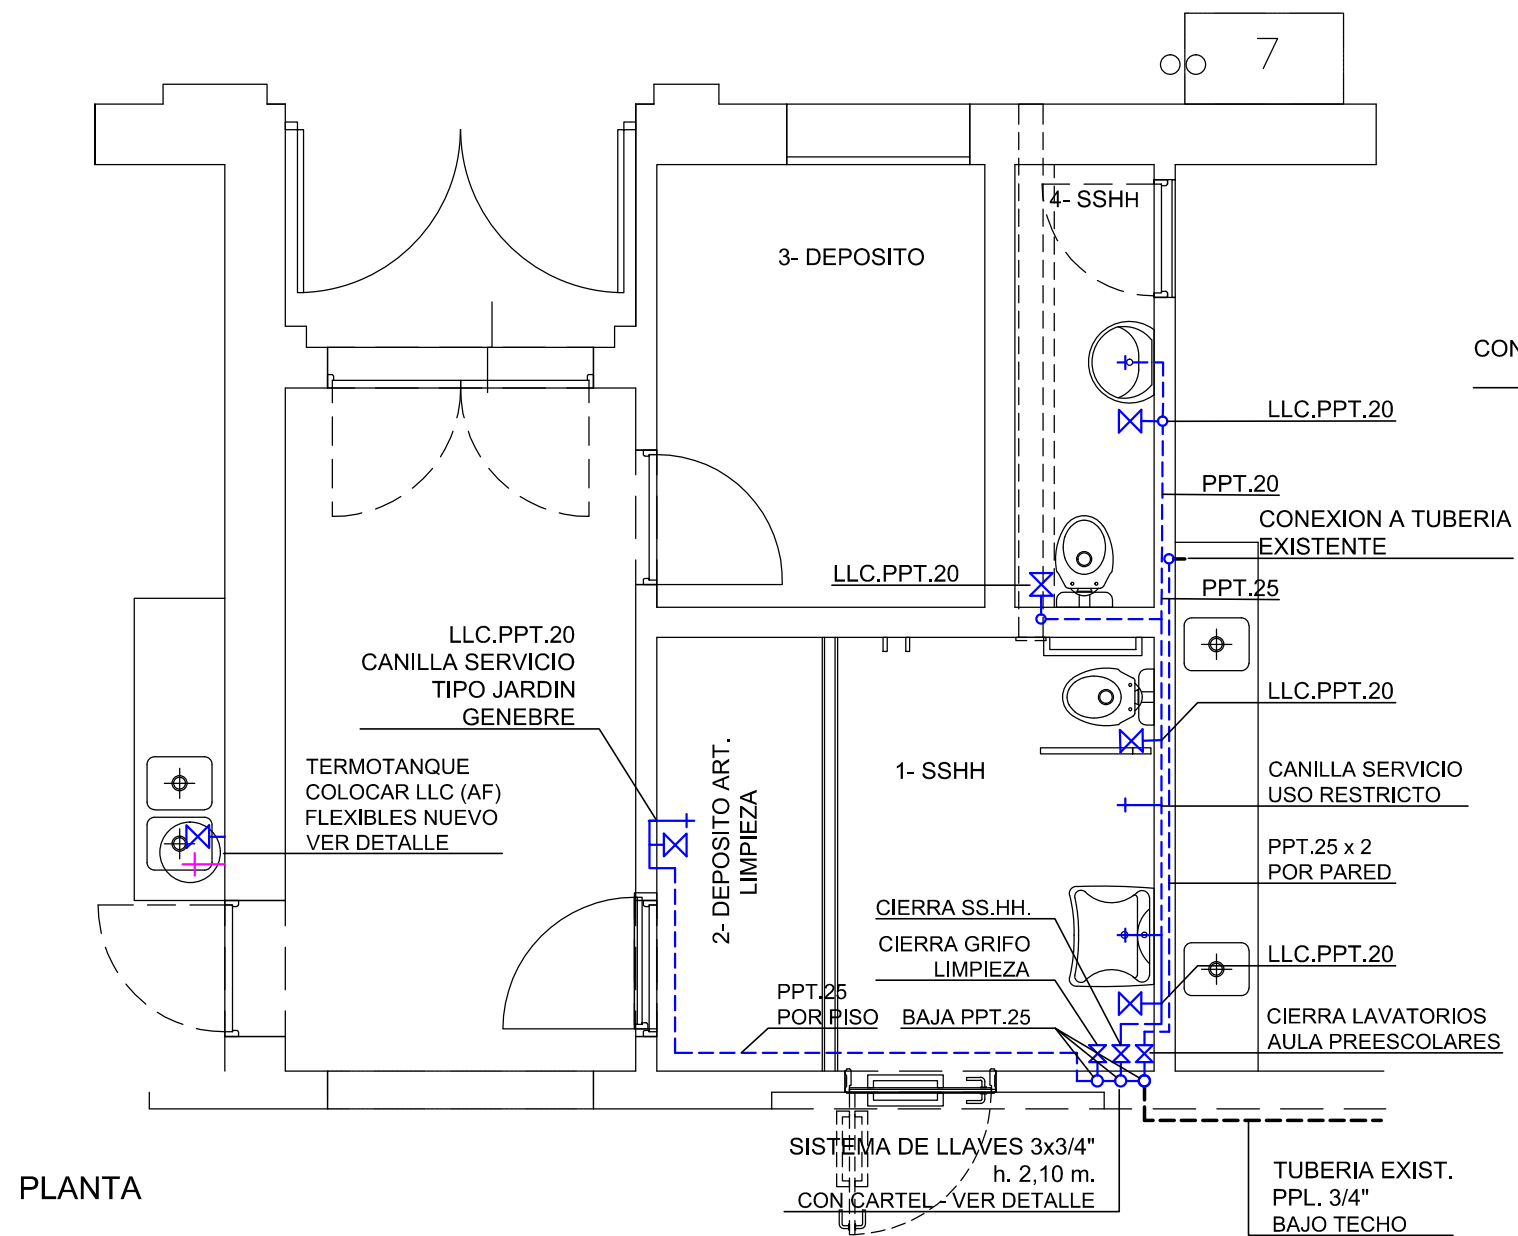 7
4- SSHH
3- DEPOSITO
CON
LLC.PPT.20
PPT.20
CONEXION A TUBERIA
EXISTENTE
LLC.PPT.20
PPT.25
LLC.PPT.20
CANILLA SERVICIO
TIPO JARDIN
GENEBRE
LLC.PPT.20
TERMOTANQUE
COLOCAR LLC (AF)
FLEXIBLES NUEVO
VER DETALLE
2- DEPOSITO ART.
LIMPIEZA
1- SSHH
CANILLA SERVICIO
USO RESTRICTO
PPT.25 x 2
POR PARED
CIERRA SS.HH.
CIERRA GRIFO
LIMPIEZA
LLC.PPT.20
PPT.25
POR PISO
BAJA PPT.25
CIERRA LAVATORIOS
AULA PREESCOLARES
SISTEMA DE LLAVES 3x3/4"
h. 2,10 m.
CON CARTEL - VER DETALLE
TUBERIA EXIST.
PPL. 3/4"
BAJO TECHO
PLANTA